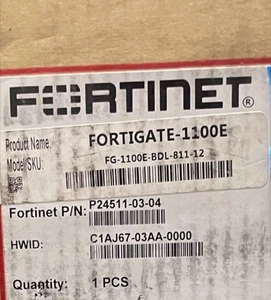 FORTINET®
Product Name: FORTIGATE-1100E
Model/SKU: FG-1100E-BDL-811-12
Fortinet P/N: P24511-03-04
HWID: C1AJ67-03AA-0000
Quantity: 1 PCS